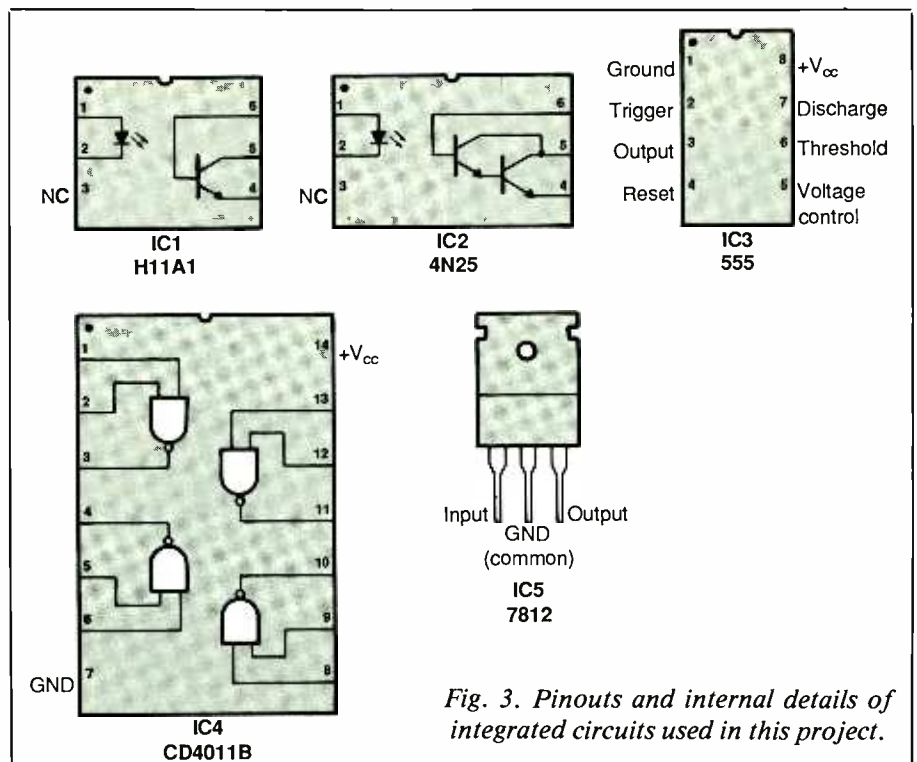 1
2
NC 3
6
5
4
IC1
H11A1
1
2
NC 3
6
5
4
IC2
4N25
Ground 1
Trigger 2
Output 3
Reset 4
8 +Vcc
7 Discharge
6 Threshold
5 Voltage
control
IC3
555
1
2
3
4
5
6
GND 7
14 +Vcc
13
12
11
10
9
8
IC4
CD4011B
Input
GND
(common)
Output
IC5
7812
Fig. 3. Pinouts and internal details of
integrated circuits used in this project.